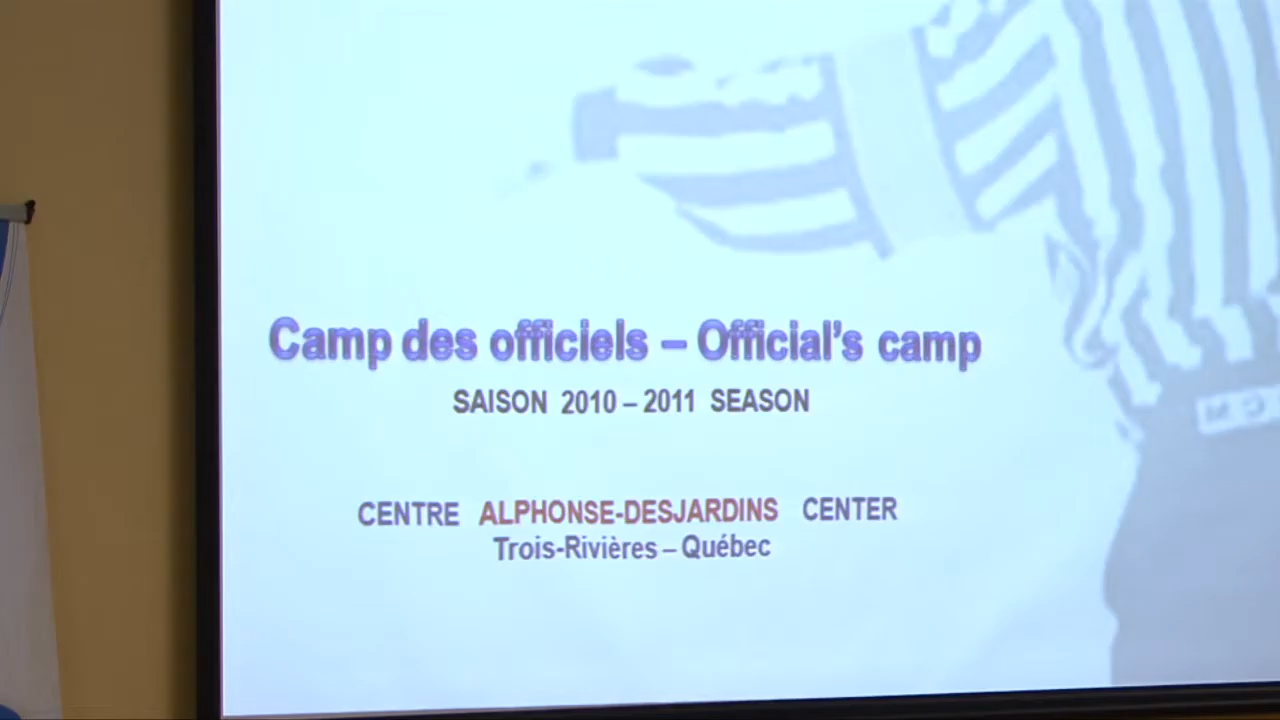 Camp des officiels – Official's camp
SAISON 2010 – 2011 SEASON
CENTRE ALPHONSE-DESJARDINS CENTER
Trois-Rivières – Québec